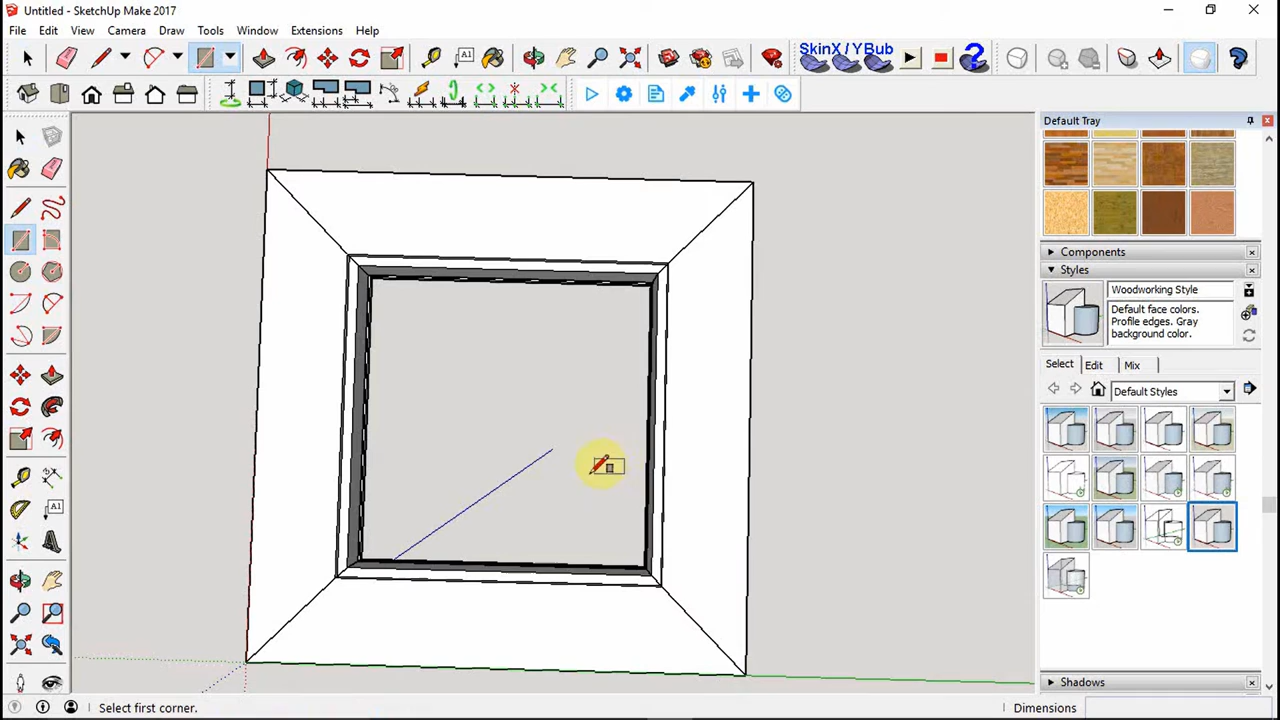 Untitled - SketchUp Make 2017
File Edit View Camera Draw Tools Window Extensions Help
A1
SkinX / YBub
Default Tray
Components
Styles
Woodworking Style
Default face colors.
Profile edges. Gray
background color.
Select Edit Mix
Default Styles
A1
Shadows
Select first corner.
Dimensions